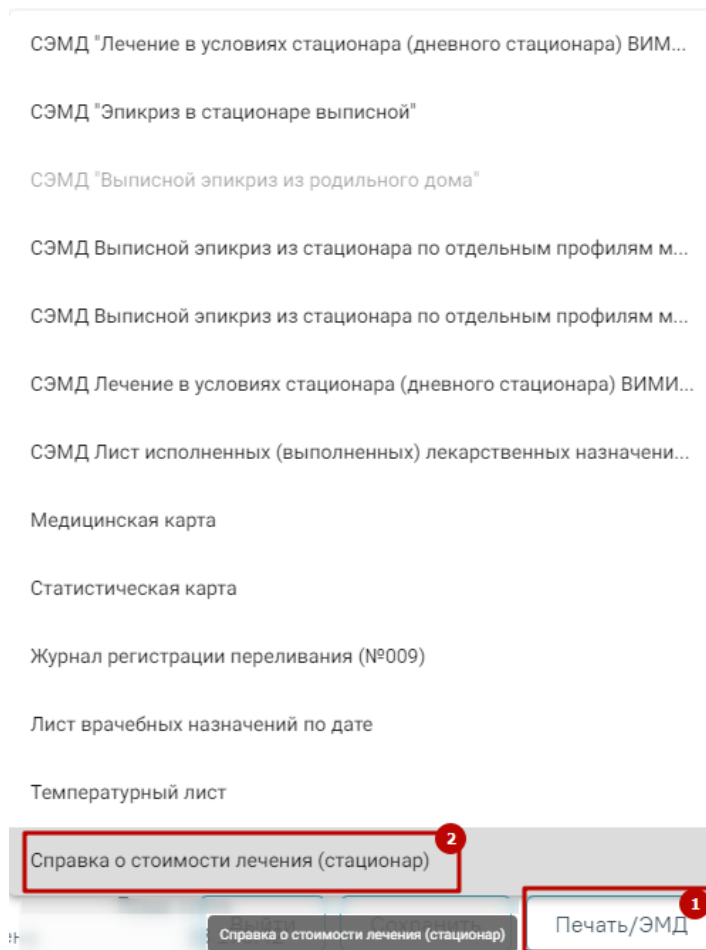 СЭМД "Лечение в условиях стационара (дневного стационара) ВИМ...
СЭМД "Эпикриз в стационаре выписной"
СЭМД "Выписной эпикриз из родильного дома"
СЭМД Выписной эпикриз из стационара по отдельным профилям м...
СЭМД Выписной эпикриз из стационара по отдельным профилям м...
СЭМД Лечение в условиях стационара (дневного стационара) ВИМИ...
СЭМД Лист исполненных (выполненных) лекарственных назначени...
Медицинская карта
Статистическая карта
Журнал регистрации переливания (№009)
Лист врачебных назначений по дате
Температурный лист
2
Справка о стоимости лечения (стационар)
1
Выйти Сохранить Печать/ЭМД
Справка о стоимости лечения (стационар)